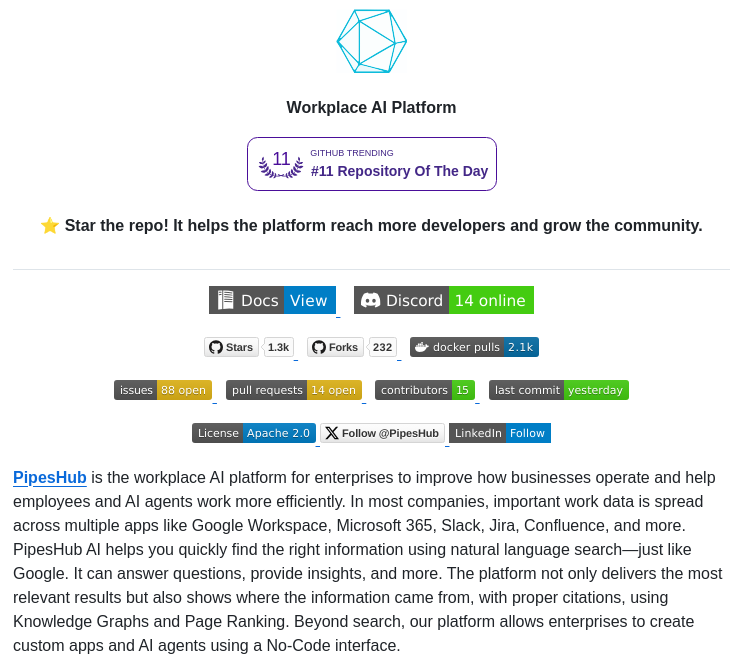 Workplace AI Platform
11
GITHUB TRENDING
#11 Repository Of The Day
⭐ Star the repo! It helps the platform reach more developers and grow the community.
Docs View Discord 14 online
Stars 1.3k Forks 232 docker pulls 2.1k
issues 88 open pull requests 14 open contributors 15 last commit yesterday
License Apache 2.0 Follow @PipesHub LinkedIn Follow
PipesHub is the workplace AI platform for enterprises to improve how businesses operate and help
employees and AI agents work more efficiently. In most companies, important work data is spread
across multiple apps like Google Workspace, Microsoft 365, Slack, Jira, Confluence, and more.
PipesHub AI helps you quickly find the right information using natural language search—just like
Google. It can answer questions, provide insights, and more. The platform not only delivers the most
relevant results but also shows where the information came from, with proper citations, using
Knowledge Graphs and Page Ranking. Beyond search, our platform allows enterprises to create
custom apps and AI agents using a No-Code interface.